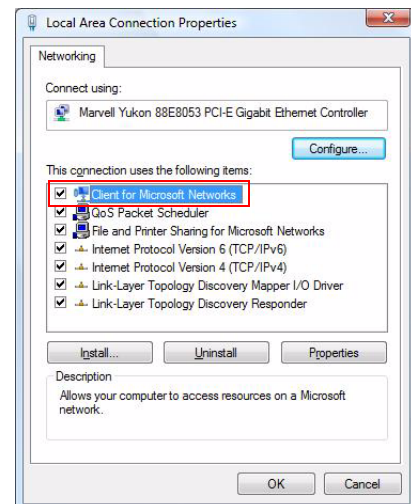 Local Area Connection Properties
Networking
Connect using:
Marvell Yukon 88E8053 PCI-E Gigabit Ethernet Controller
Configure...
This connection uses the following items:
Client for Microsoft Networks
QoS Packet Scheduler
File and Printer Sharing for Microsoft Networks
Internet Protocol Version 6 (TCP/IPv6)
Internet Protocol Version 4 (TCP/IPv4)
Link-Layer Topology Discovery Mapper I/O Driver
Link-Layer Topology Discovery Responder
Install... Uninstall Properties
Description
Allows your computer to access resources on a Microsoft
network.
OK Cancel